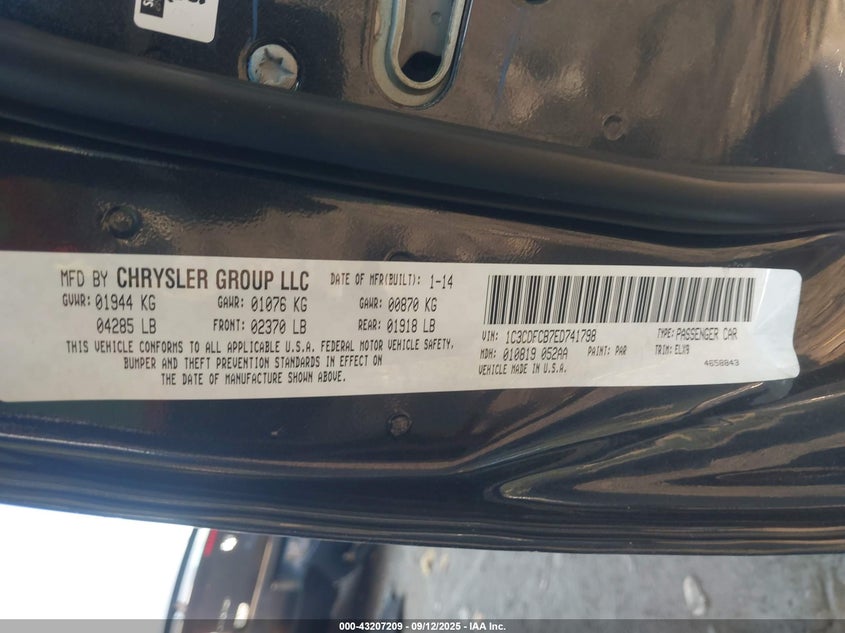 MFD BY CHRYSLER GROUP LLC
DATE OF MFR(BUILT): 1-14
GVWR: 01944 KG GAWR: 01076 KG GAWR: 00870 KG
04285 LB FRONT: 02370 LB REAR: 01918 LB
THIS VEHICLE CONFORMS TO ALL APPLICABLE U.S.A. FEDERAL MOTOR VEHICLE SAFETY,
BUMPER AND THEFT PREVENTION STANDARDS IN EFFECT ON
THE DATE OF MANUFACTURE SHOWN ABOVE.
VIN: 1C3CDFCB7ED741798 TYPE: PASSENGER CAR
MDH: 010819 052AA PAINT: PAR TRIM: ELX9
VEHICLE MADE IN U.S.A. 4658843
000-43207209 - 09/12/2025 - IAA Inc.